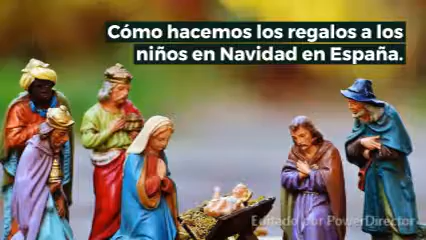 Cómo hacemos los regalos a los
niños en Navidad en España.
Editado por PowerDirector